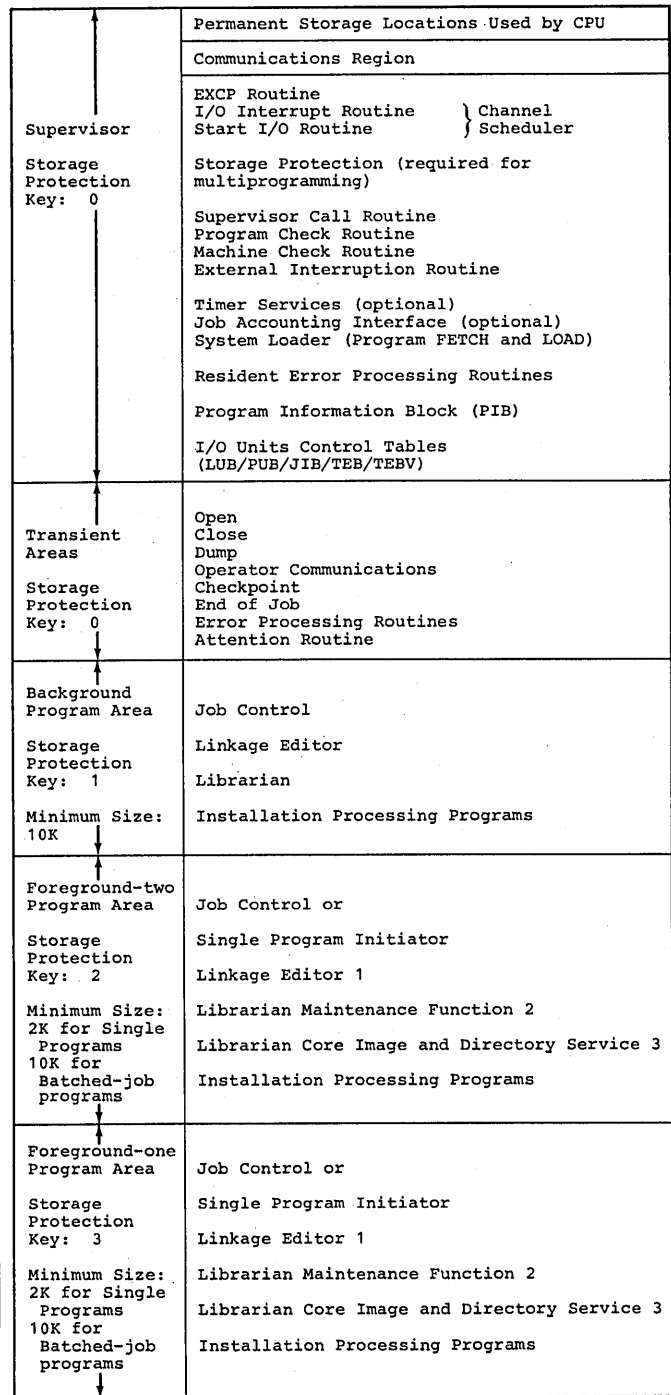 Permanent Storage Locations Used by CPU
Communications Region
Supervisor
Storage
Protection
Key: 0
EXCP Routine
I/O Interrupt Routine } Channel
Start I/O Routine } Scheduler
Storage Protection (required for
multiprogramming)
Supervisor Call Routine
Program Check Routine
Machine Check Routine
External Interruption Routine
Timer Services (optional)
Job Accounting Interface (optional)
System Loader (Program FETCH and LOAD)
Resident Error Processing Routines
Program Information Block (PIB)
I/O Units Control Tables
(LUB/PUB/JIB/TEB/TEBV)
Transient
Areas
Storage
Protection
Key: 0
Open
Close
Dump
Operator Communications
Checkpoint
End of Job
Error Processing Routines
Attention Routine
Background
Program Area
Storage
Protection
Key: 1
Minimum Size:
10K
Job Control
Linkage Editor
Librarian
Installation Processing Programs
Foreground-two
Program Area
Storage
Protection
Key: 2
Minimum Size:
2K for Single
Programs
10K for
Batched-job
programs
Job Control or
Single Program Initiator
Linkage Editor 1
Librarian Maintenance Function 2
Librarian Core Image and Directory Service 3
Installation Processing Programs
Foreground-one
Program Area
Storage
Protection
Key: 3
Minimum Size:
2K for Single
Programs
10K for
Batched-job
programs
Job Control or
Single Program Initiator
Linkage Editor 1
Librarian Maintenance Function 2
Librarian Core Image and Directory Service 3
Installation Processing Programs